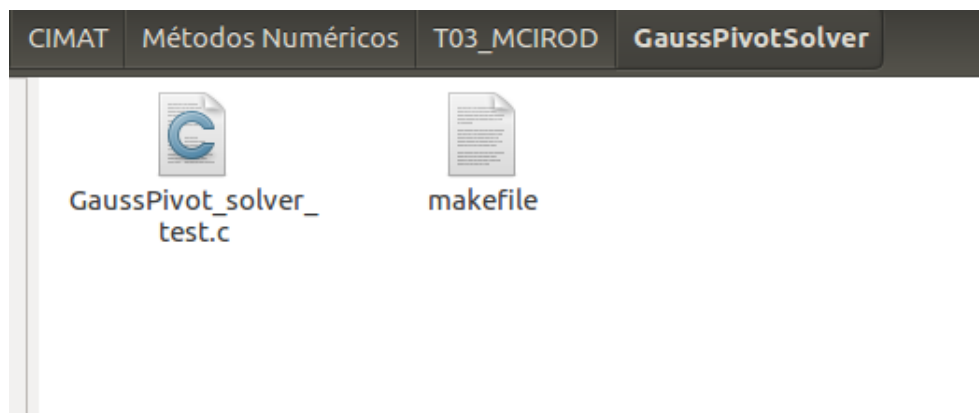 CIMAT Métodos Numéricos T03_MCIROD GaussPivotSolver
C
GaussPivot_solver_
test.c
makefile